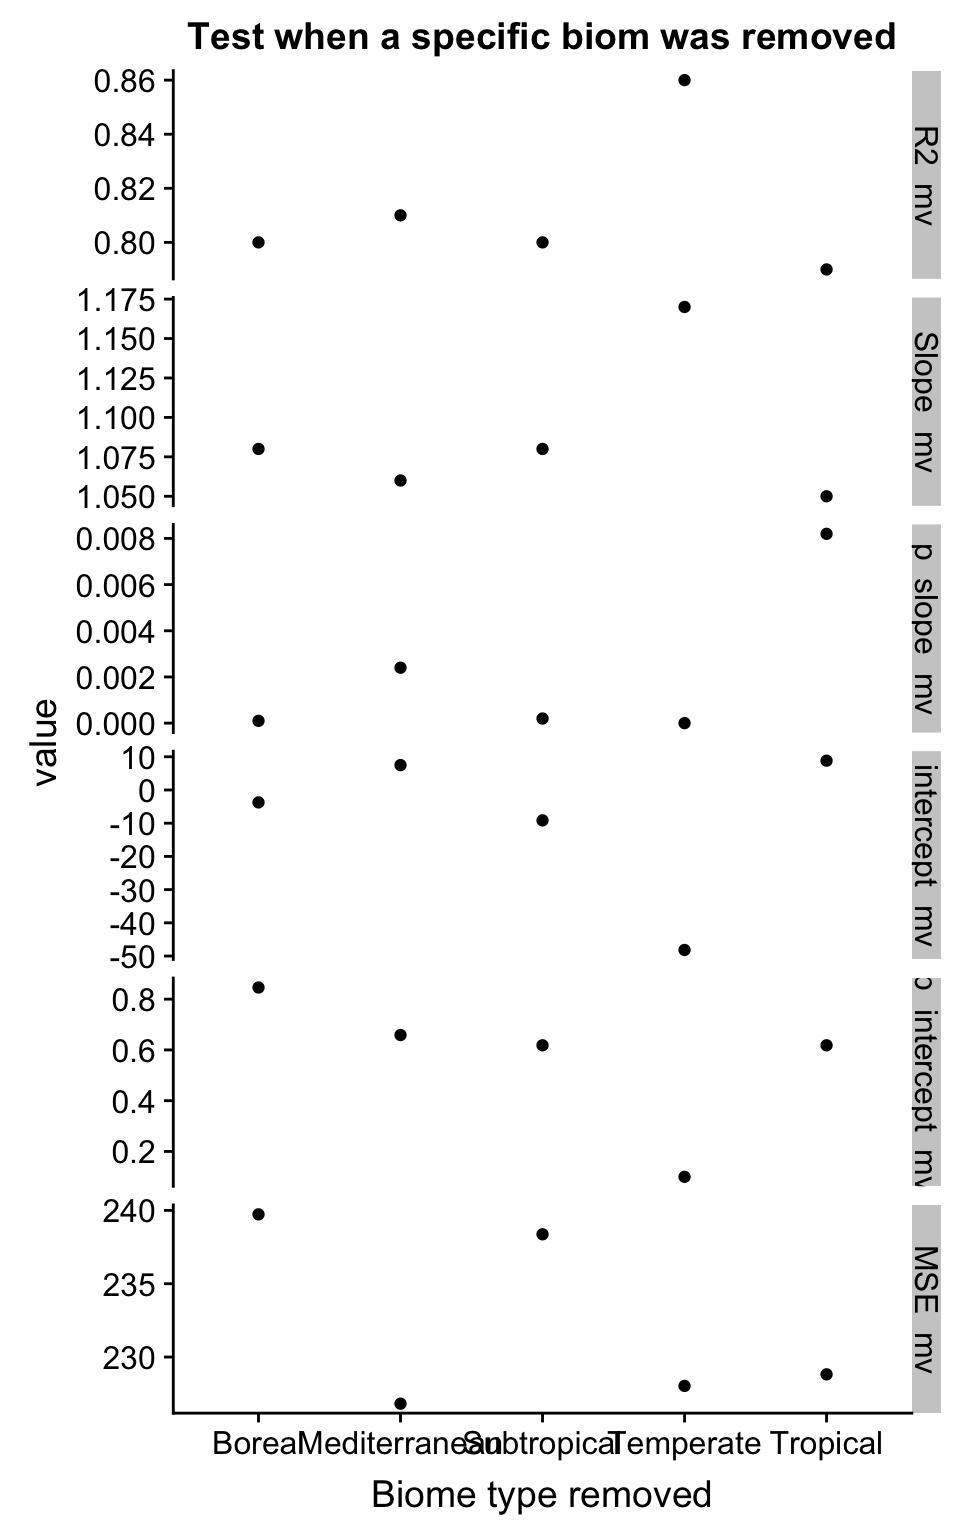 Test when a specific biom was removed
0.86
0.84
0.82
0.80
R2 mv
1.175
1.150
1.125
1.100
1.075
1.050
Slope mv
0.008
0.006
0.004
0.002
0.000
p slope mv
value
10
0
-10
-20
-30
-40
-50
intercept mv
0.8
0.6
0.4
0.2
p intercept mv
240
235
230
MSE mv
Boreal Mediterranean Subtropical Temperate Tropical
Biome type removed